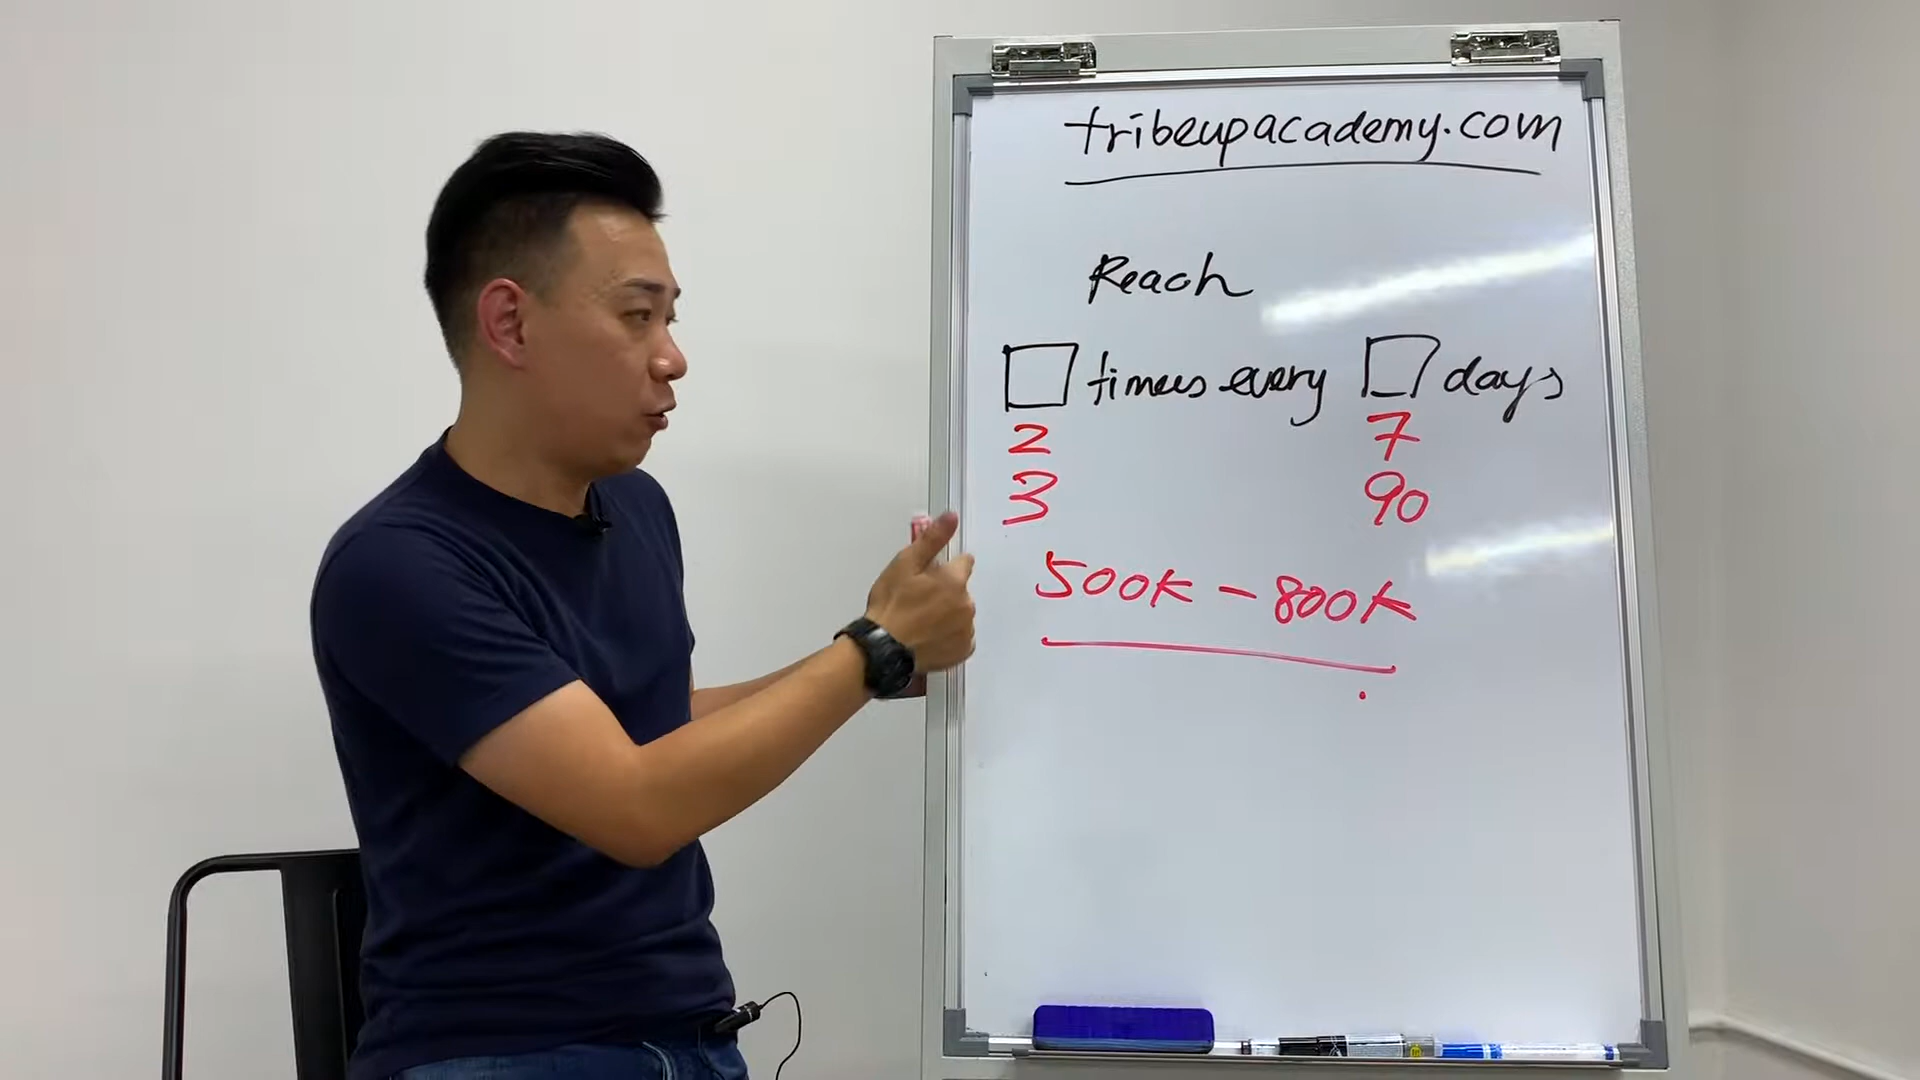 tribeupacademy.com
Reach
times every days
2 7
3 90
500K - 800K